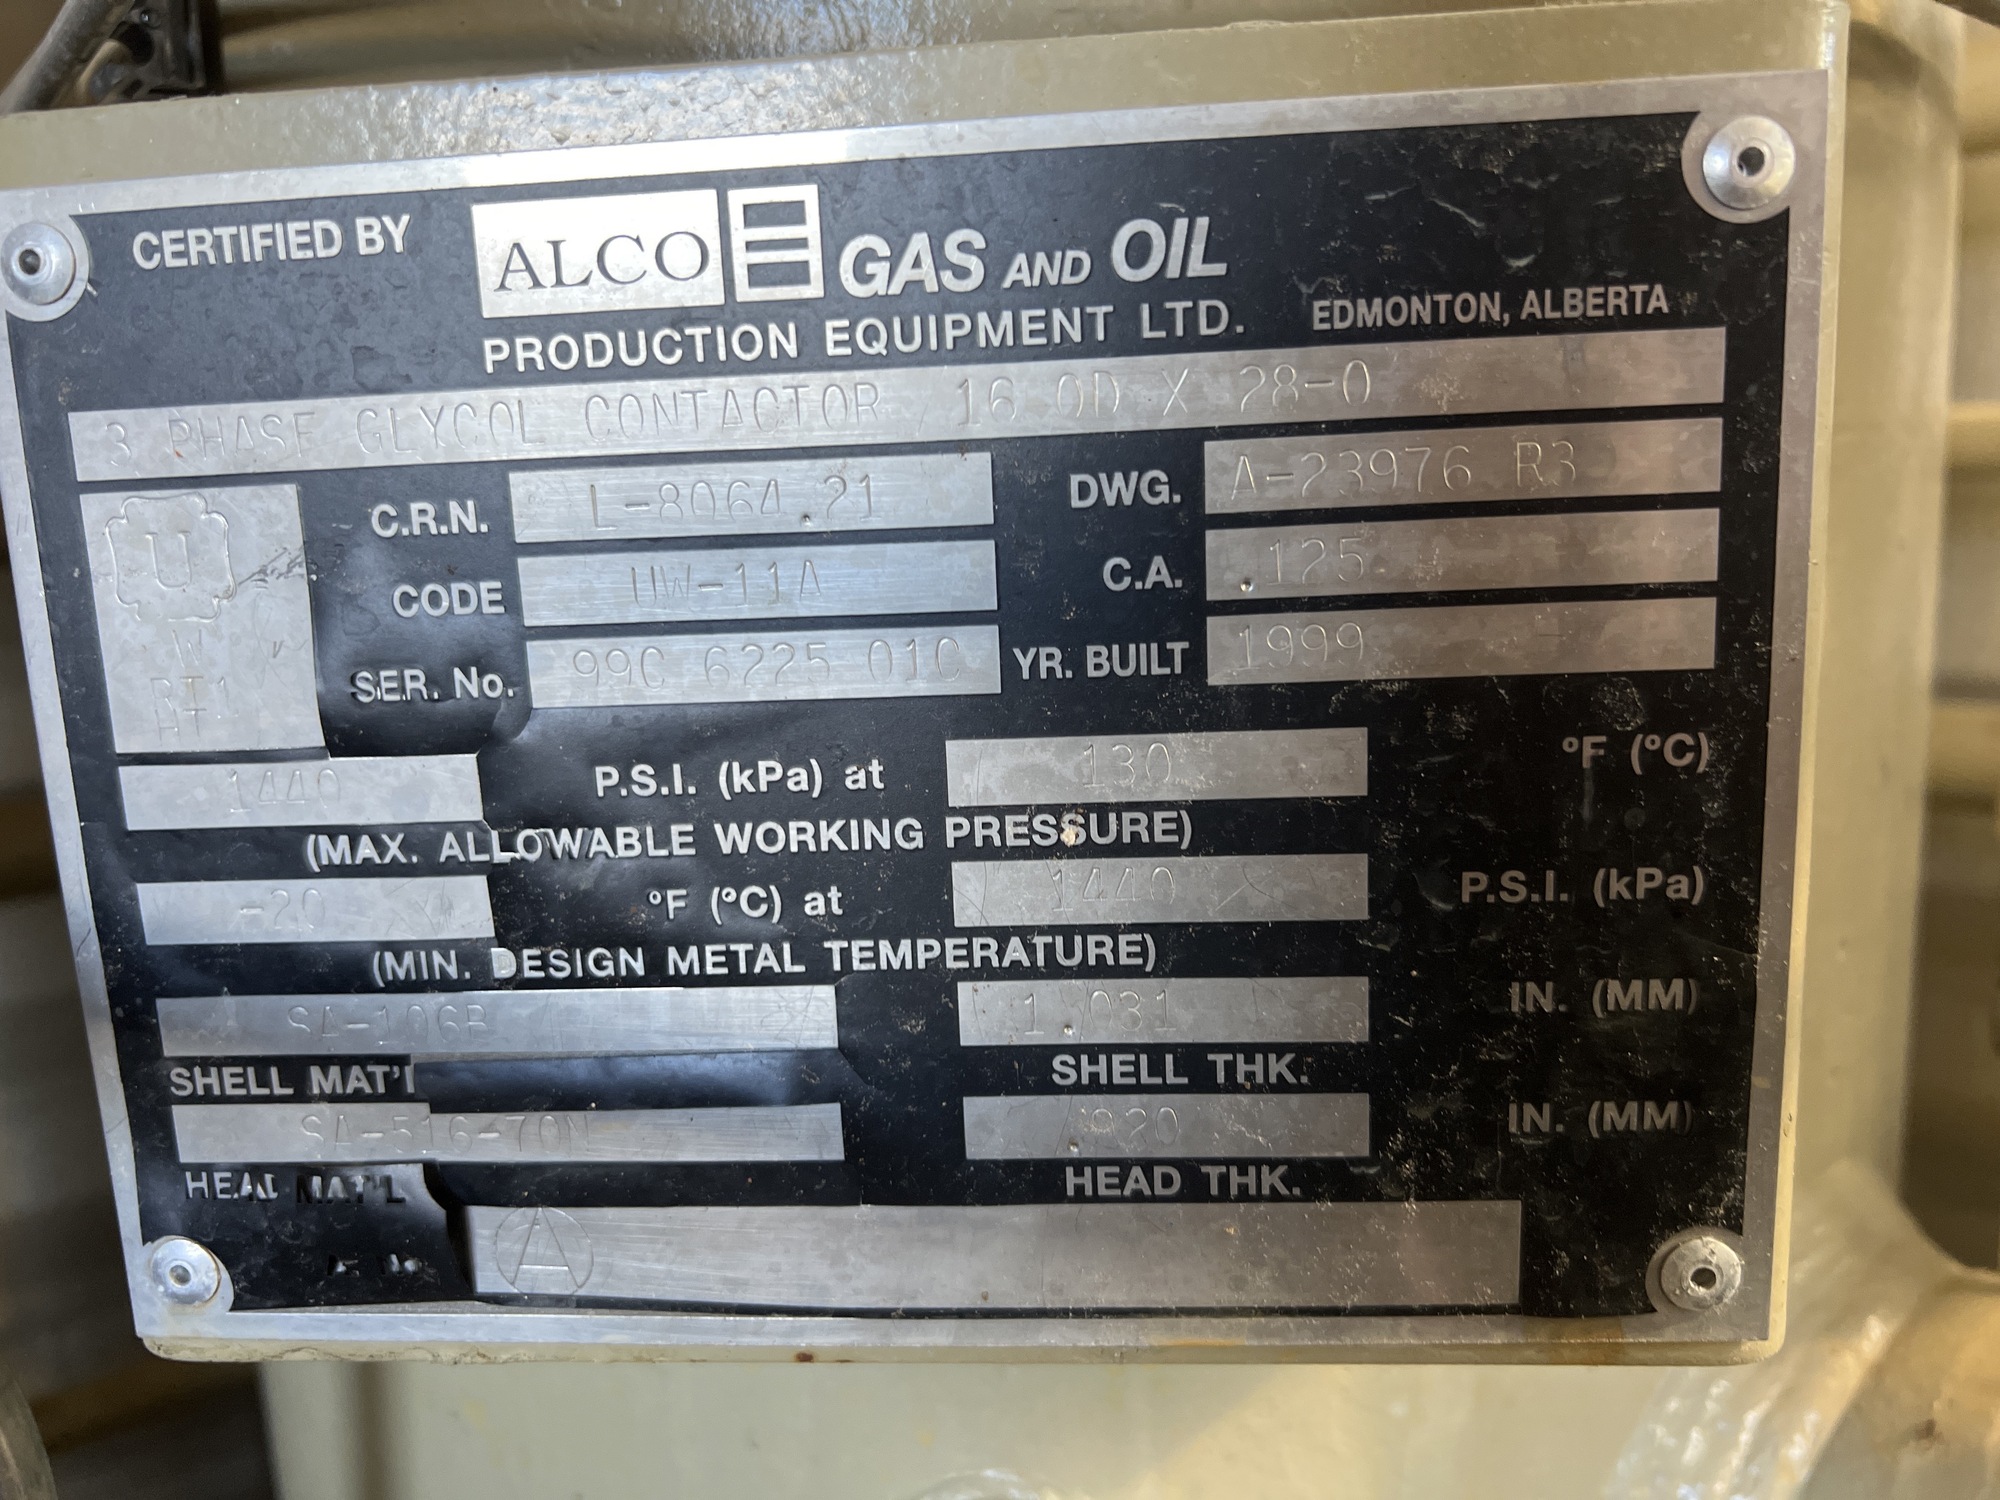 CERTIFIED BY ALCO GAS AND OIL
PRODUCTION EQUIPMENT LTD. EDMONTON, ALBERTA
3 PHASE GLYCOL CONTACTOR 16 OD X 28-0
U
W
RT1
HT
C.R.N. L-8064.21 DWG. A-23976 R3
CODE UW-11A C.A. .125
SER. No. 99C 6225 01C YR. BUILT 1999
1440 P.S.I. (kPa) at 130 °F (°C)
(MAX. ALLOWABLE WORKING PRESSURE)
-20 °F (°C) at 1440 P.S.I. (kPa)
(MIN. DESIGN METAL TEMPERATURE)
SA-106B 1.031 IN. (MM)
SHELL MAT'L SHELL THK.
SA-516-70N .920 IN. (MM)
HEAD MAT'L HEAD THK.
A